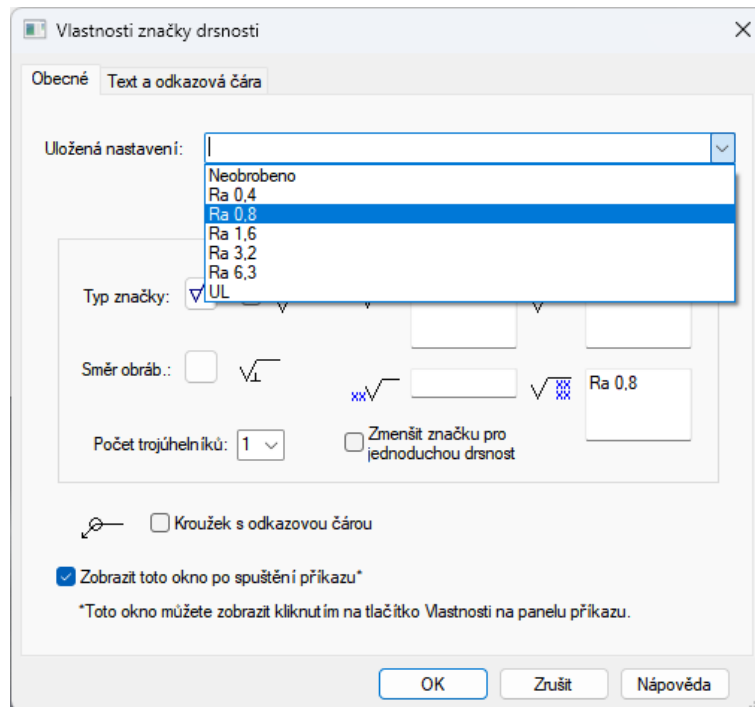 Vlastnosti značky drsnosti
Obecné
Text a odkazová čára
Uložená nastavení:
Neobrobeno
Ra 0,4
Ra 0,8
Ra 1,6
Ra 3,2
Ra 6,3
UL
Typ značky:
Směr obráb.:
xx
xx
xx
Ra 0,8
Počet trojúhelníků:
1
Zmenšit značku pro
jednoduchou drsnost
Kroužek s odkazovou čárou
Zobrazit toto okno po spuštění příkazu*
*Toto okno můžete zobrazit kliknutím na tlačítko Vlastnosti na panelu příkazu.
OK
Zrušit
Nápověda